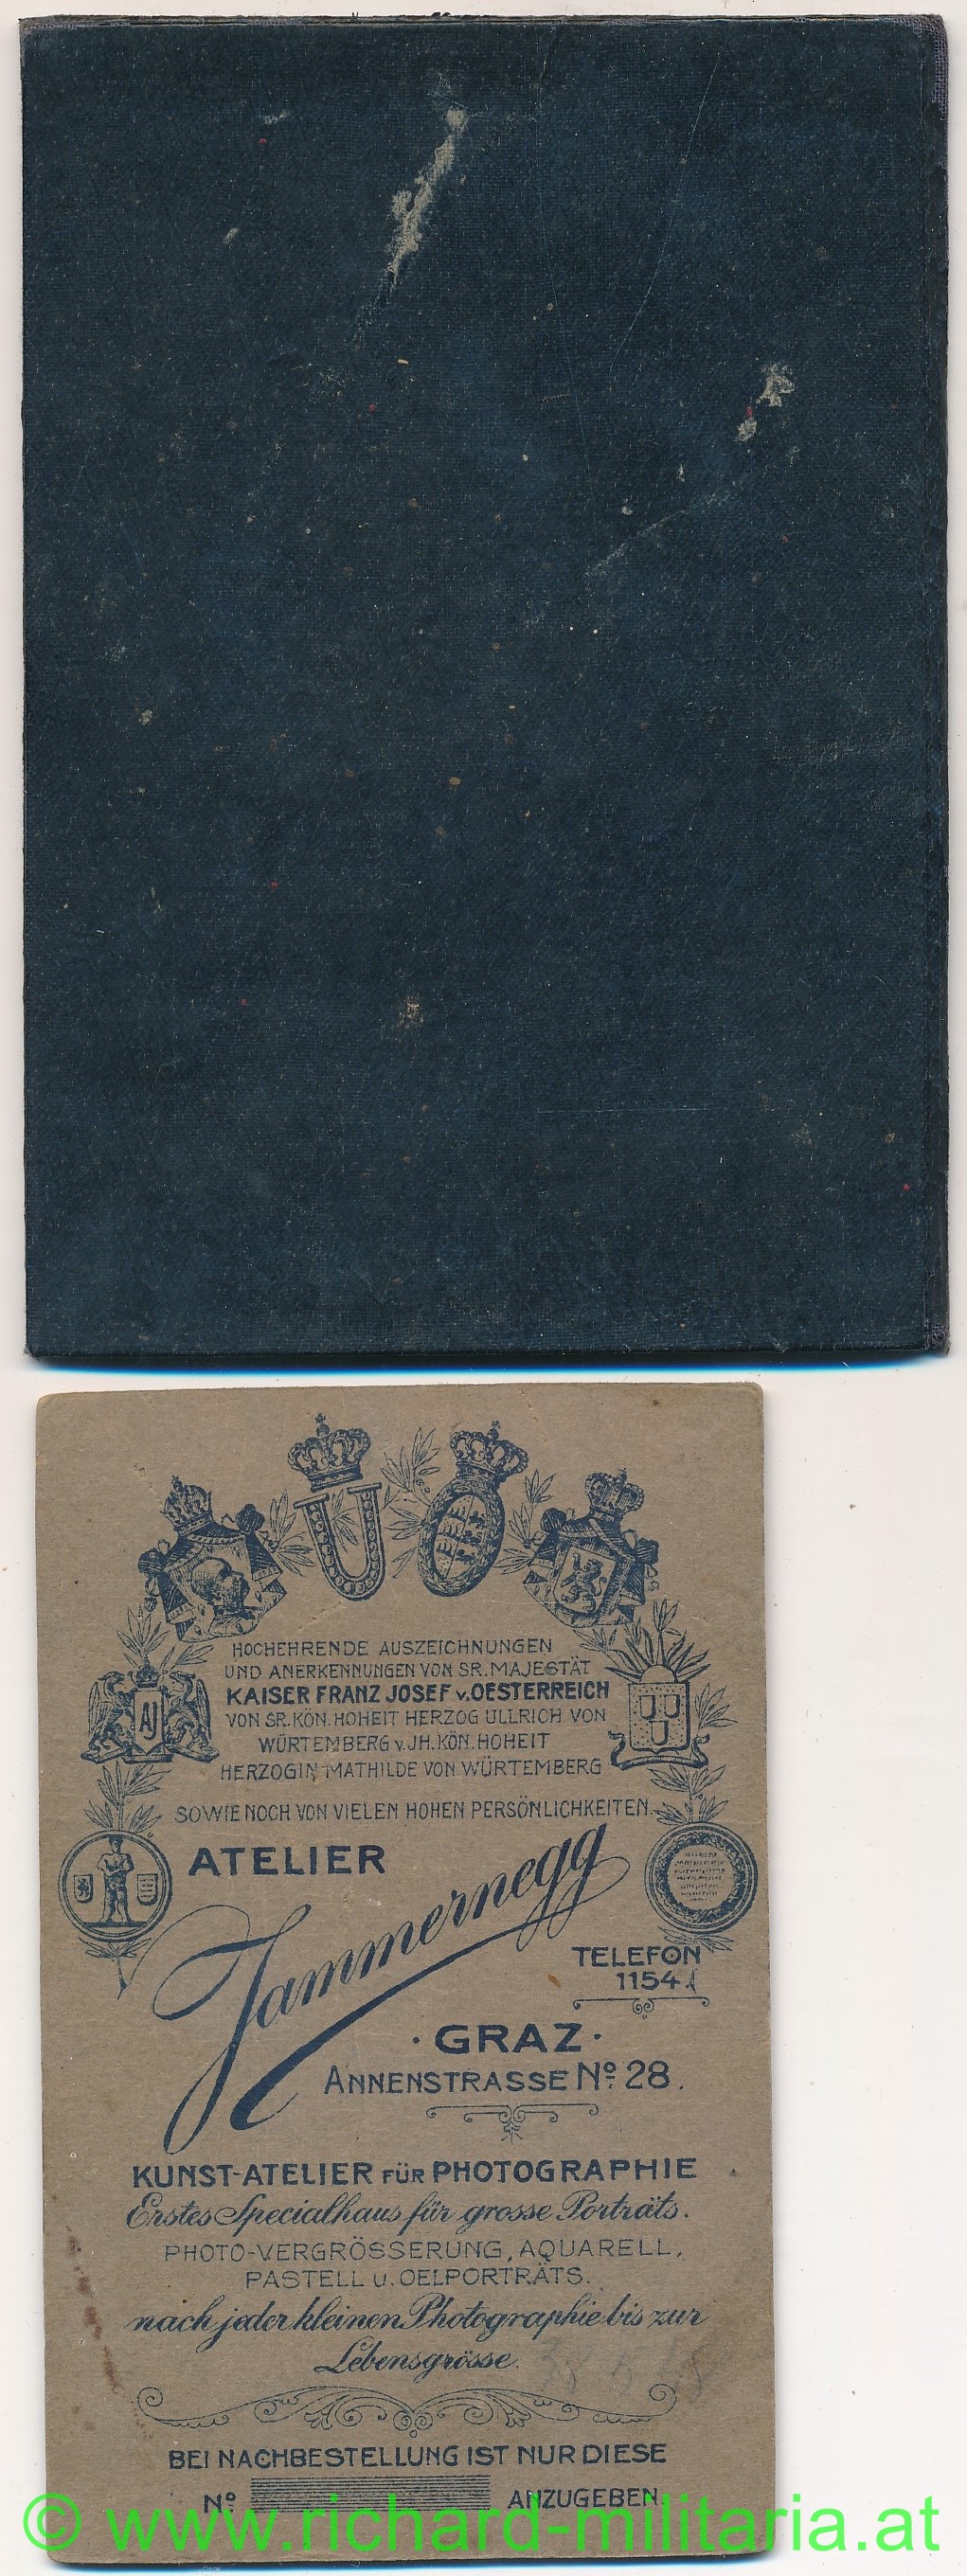 U
AJ
HOCHEHRENDE AUSZEICHNUNGEN
UND ANERKENNUNGEN VON SR. MAJESTÄT
KAISER FRANZ JOSEF v. OESTERREICH
VON SR. KÖN. HOHEIT HERZOG ULLRICH VON
WÜRTEMBERG v. JH. KÖN. HOHEIT
HERZOGIN MATHILDE VON WÜRTEMBERG
SOWIE NOCH VON VIELEN HOHEN PERSÖNLICHKEITEN.
ATELIER
Jammernegg
TELEFON
1154.
· GRAZ ·
ANNENSTRASSE No. 28.
KUNST-ATELIER FÜR PHOTOGRAPHIE
Erstes Specialhaus für grosse Porträts.
PHOTO-VERGRÖSSERUNG, AQUARELL,
PASTELL U. OELPORTRÄTS.
nach jeder kleinen Photographie bis zur
Lebensgrösse.
BEI NACHBESTELLUNG IST NUR DIESE
No. ANZUGEBEN.
© www.richard-militaria.at